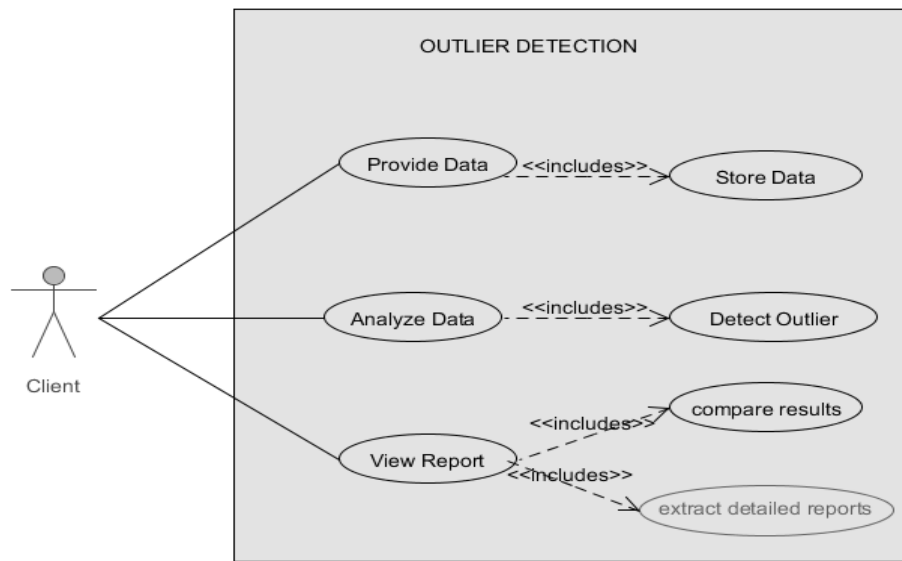 OUTLIER DETECTION
Provide Data
<<includes>>
Store Data
Client
Analyze Data
<<includes>>
Detect Outlier
View Report
<<includes>>
compare results
<<includes>>
extract detailed reports